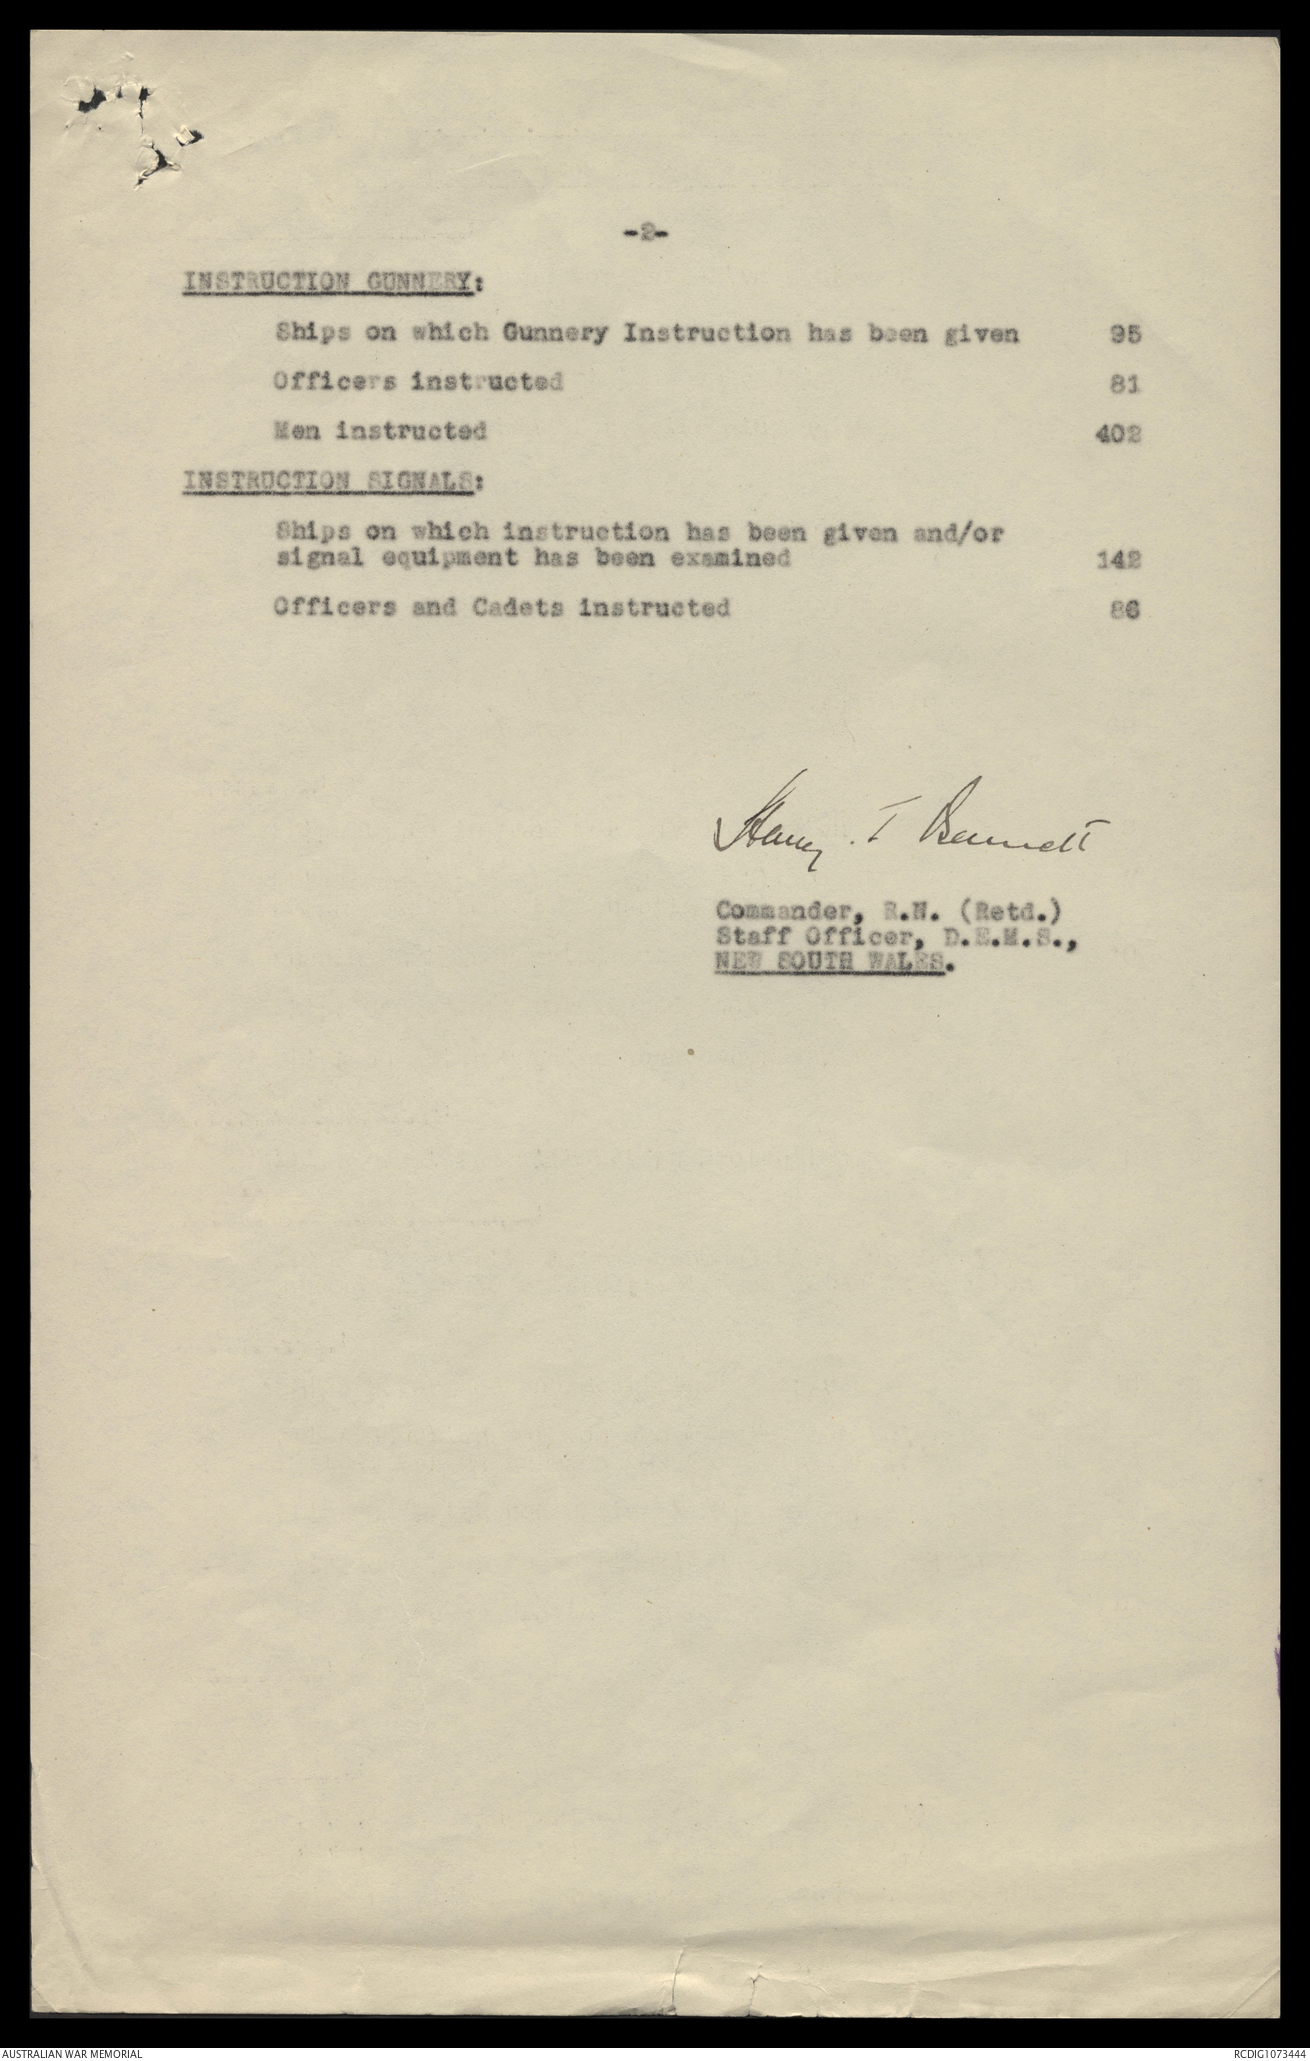 -2-
INSTRUCTION GUNNERY:
Ships on which Gunnery Instruction has been given 95
Officers instructed 81
Men instructed 402
INSTRUCTION SIGNALS:
Ships on which instruction has been given and/or
signal equipment has been examined 142
Officers and Cadets instructed 86
Henry. T Bennett
Commander, R.N. (Retd.)
Staff Officer, D.E.M.S.,
NEW SOUTH WALES.
AUSTRALIAN WAR MEMORIAL RCDIG1073444